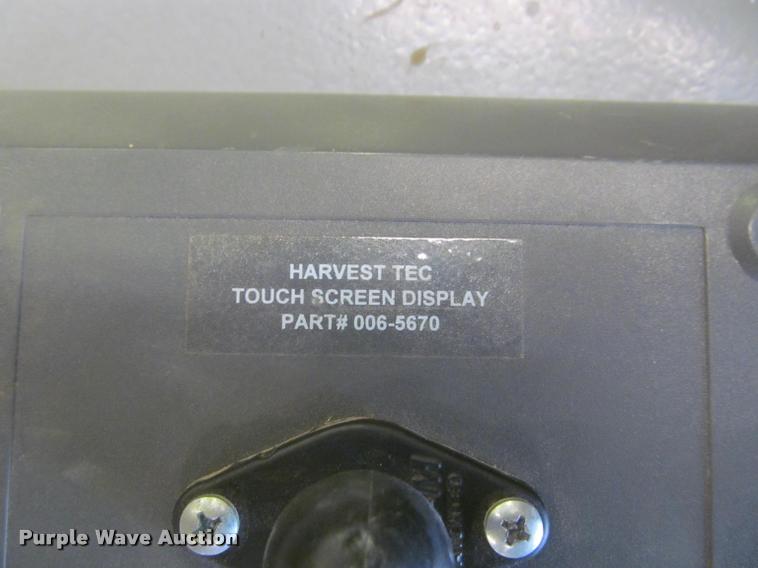 HARVEST TEC
TOUCH SCREEN DISPLAY
PART# 006-5670
Purple Wave Auction